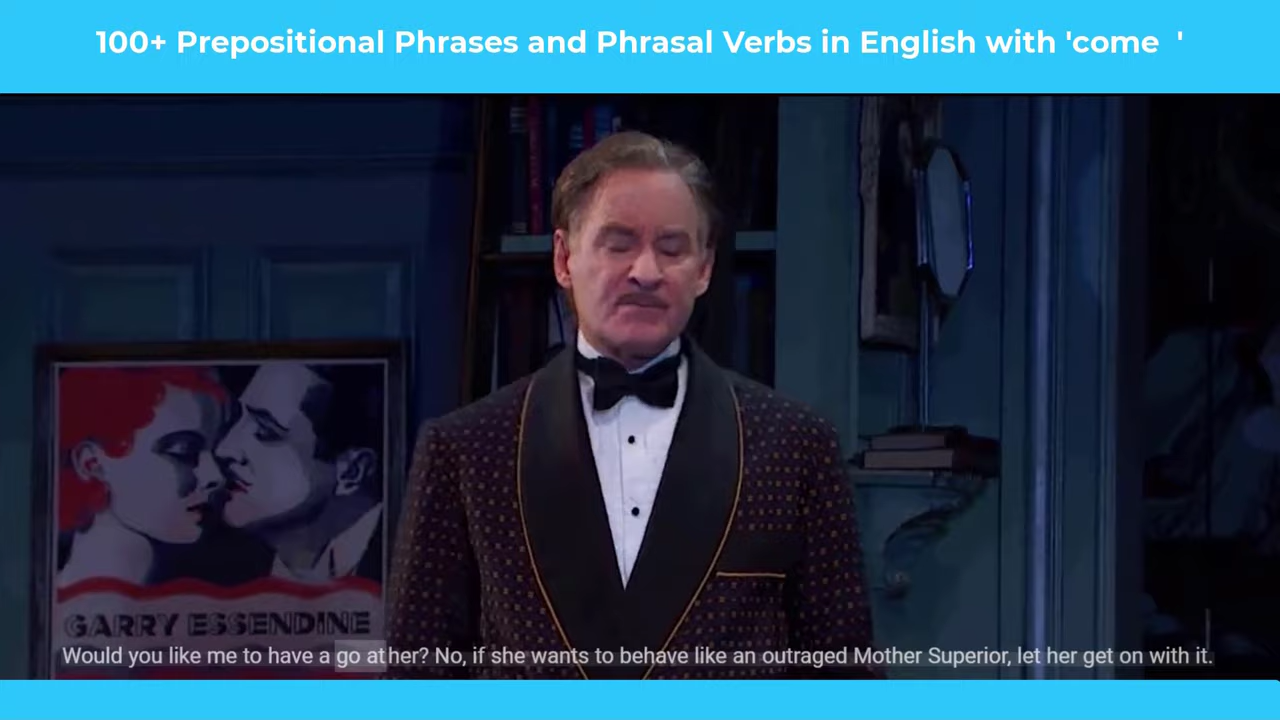 100+ Prepositional Phrases and Phrasal Verbs in English with 'come '
GARRY ESSENDINE
Would you like me to have a go at her? No, if she wants to behave like an outraged Mother Superior, let her get on with it.